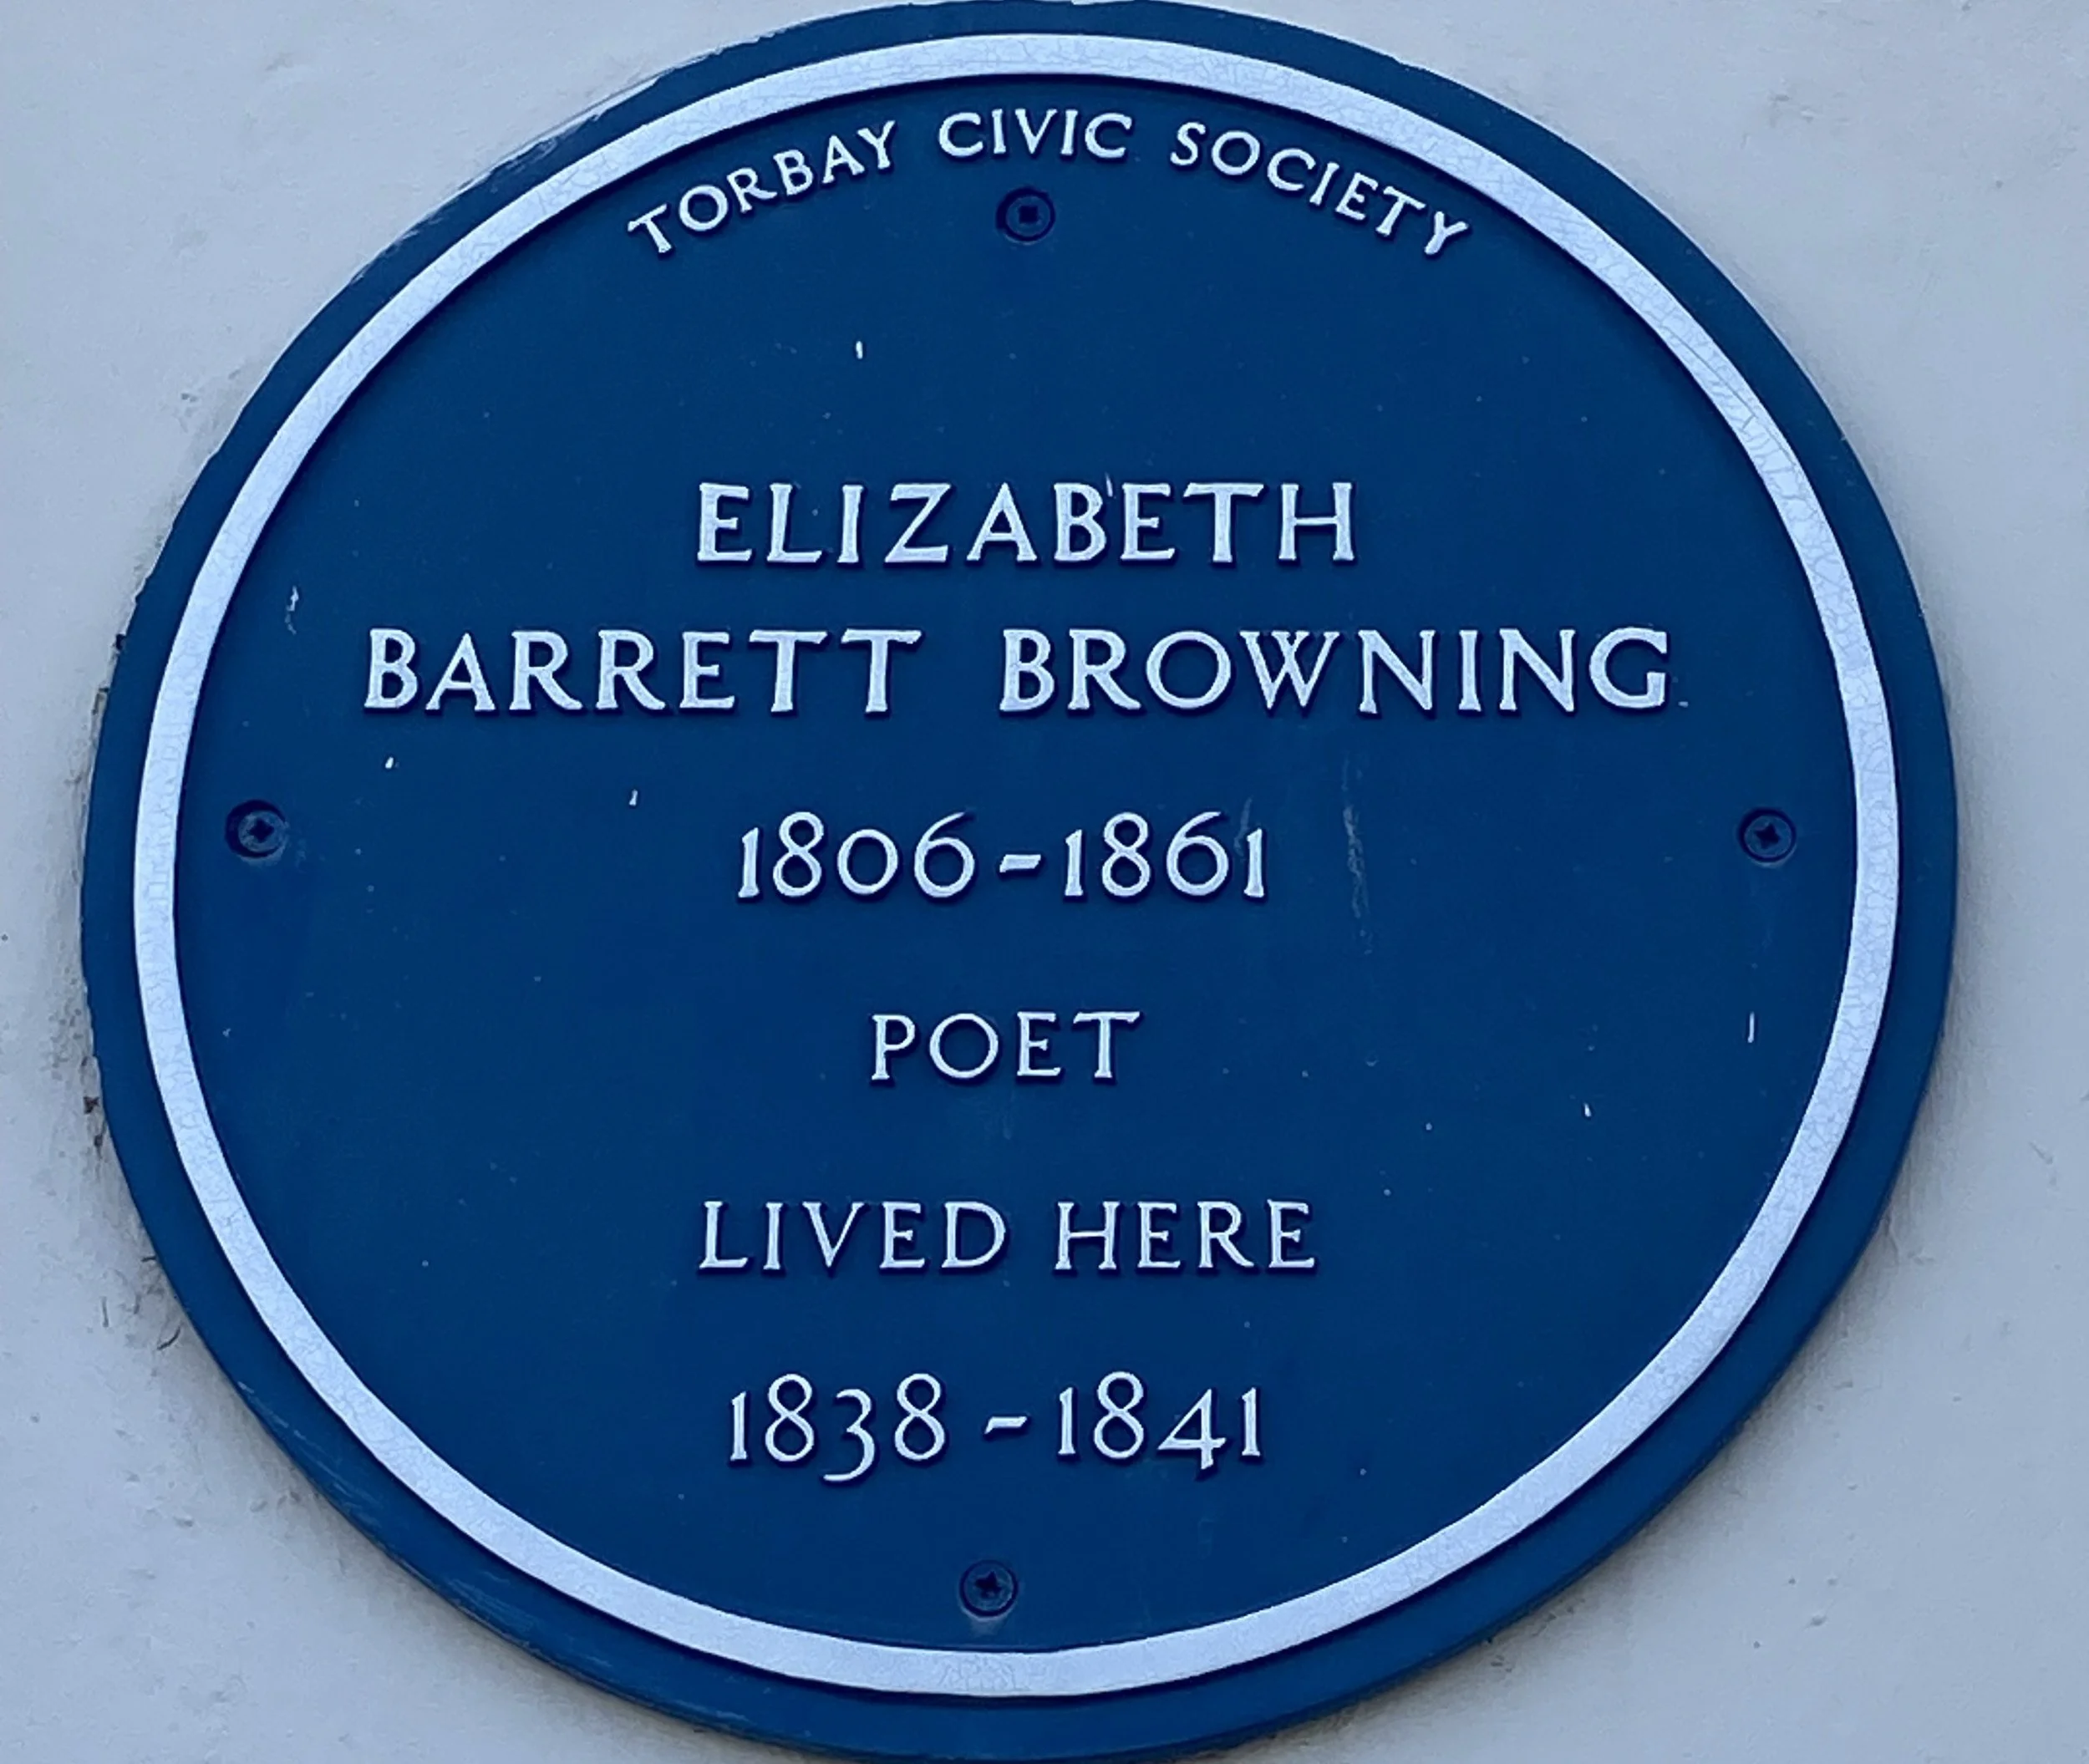 TORBAY CIVIC SOCIETY
ELIZABETH
BARRETT BROWNING
1806-1861
POET
LIVED HERE
1838-1841